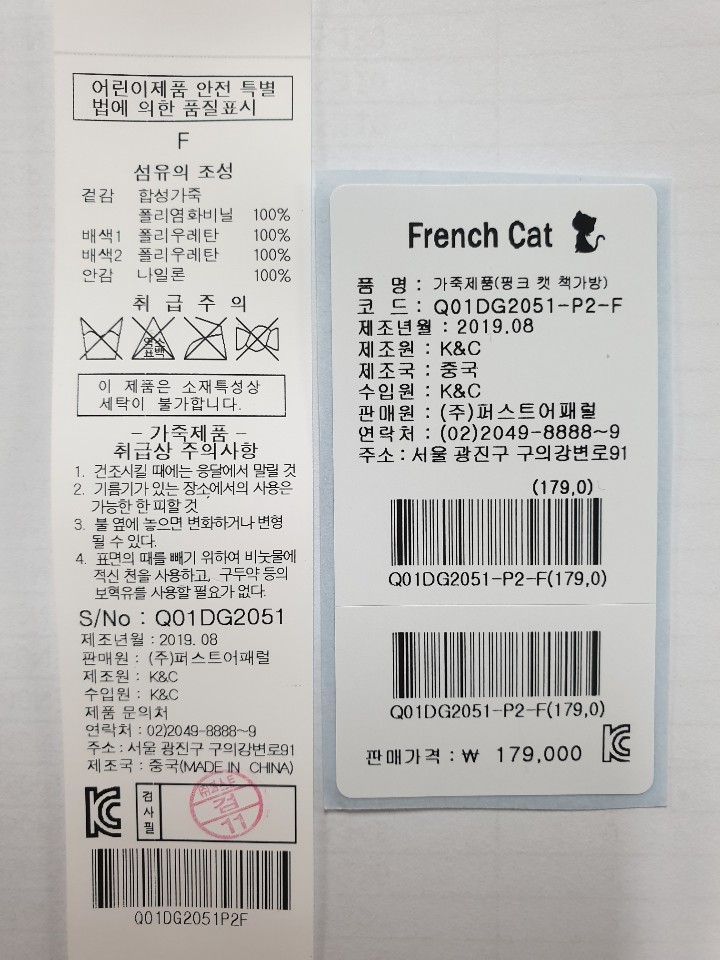 어린이제품 안전 특별
법에 의한 품질표시
F
섬유의 조성
겉감 합성가죽
폴리염화비닐 100%
배색1 폴리우레탄 100%
배색2 폴리우레탄 100%
안감 나일론 100%
취 급 주 의
염소
표백
이 제품은 소재특성상
세탁이 불가합니다.
- 가죽제품 -
취급상 주의사항
1. 건조시킬 때에는 응달에서 말릴 것
2. 기름기가 있는 장소에서의 사용은
가능한 한 피할 것
3. 불 옆에 놓으면 변화하거나 변형
될 수 있다.
4. 표면의 때를 빼기 위하여 비눗물에
적신 천을 사용하고, 구두약 등의
보혁유를 사용할 필요가 없다.
S/No : Q01DG2051
제조년월 : 2019. 08
판매원 : (주)퍼스트어패럴
제조원 : K&C
수입원 : K&C
제품 문의처
연락처 : 02)2049-8888~9
주소 : 서울 광진구 구의강변로91
제조국 : 중국(MADE IN CHINA)
KC
검사필
검
11
Q01DG2051P2F
French Cat
품 명 : 가죽제품(핑크 캣 책가방)
코 드 : Q01DG2051-P2-F
제조년월 : 2019.08
제조원 : K&C
제조국 : 중국
수입원 : K&C
판매원 : (주)퍼스트어패럴
연락처 : (02)2049-8888~9
주소 : 서울 광진구 구의강변로91
(179,0)
Q01DG2051-P2-F(179,0)
Q01DG2051-P2-F(179,0)
판매가격 : ₩ 179,000
KC